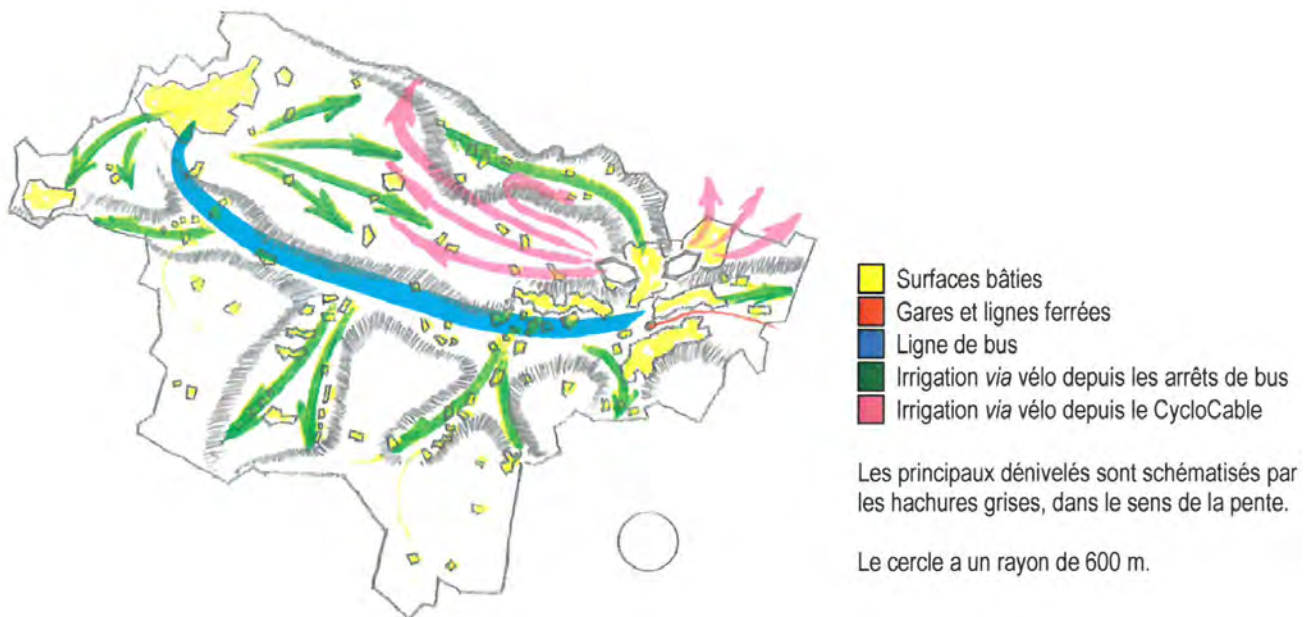 Surfaces bâties
Gares et lignes ferrées
Ligne de bus
Irrigation via vélo depuis les arrêts de bus
Irrigation via vélo depuis le CycloCable
Les principaux dénivelés sont schématisés par
les hachures grises, dans le sens de la pente.
Le cercle a un rayon de 600 m.